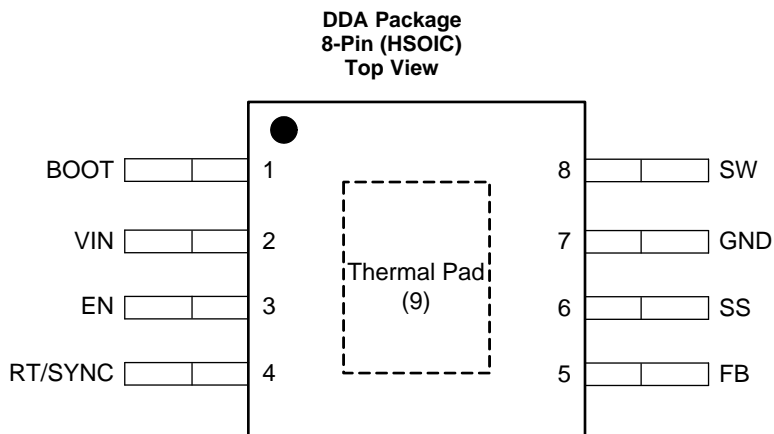 DDA Package
8-Pin (HSOIC)
Top View
BOOT 1 8 SW
VIN 2 7 GND
Thermal Pad
(9)
EN 3 6 SS
RT/SYNC 4 5 FB